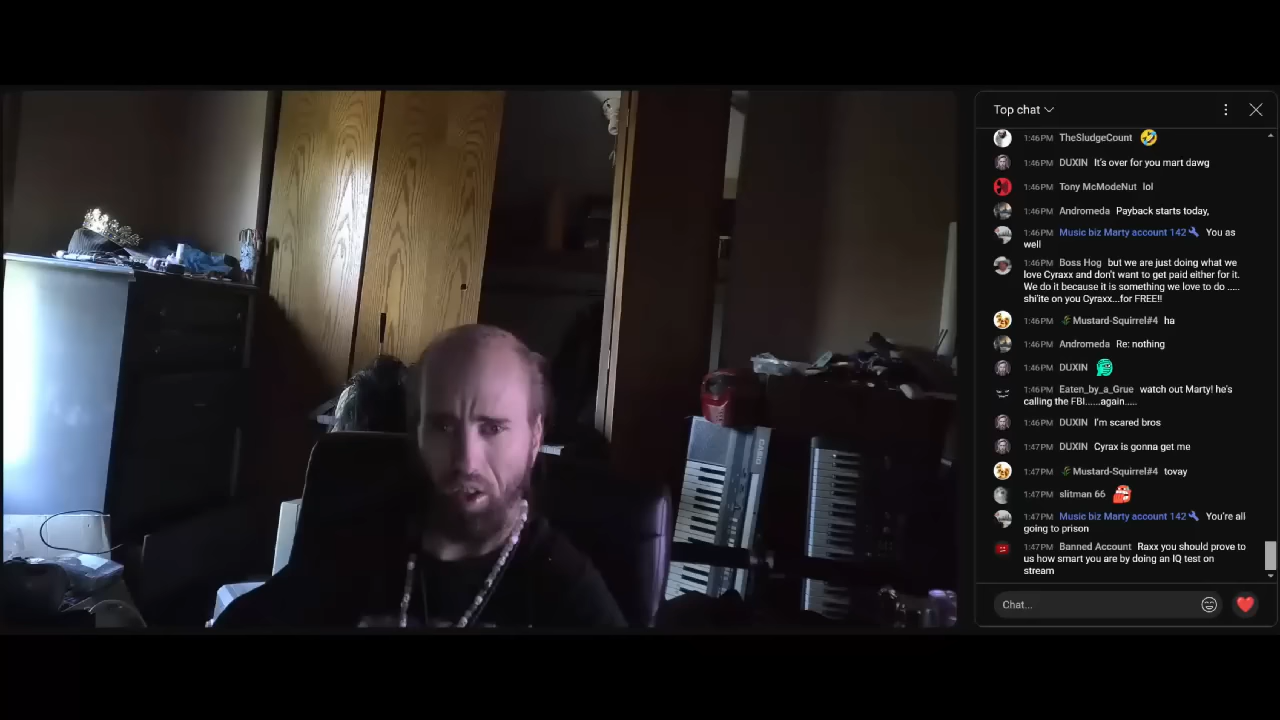 Top chat
1:46PM TheSludgeCount 🤣
1:46PM DUXIN It's over for you mart dawg
1:46PM Tony McModeNut lol
1:46PM Andromeda Payback starts today,
1:46PM Music biz Marty account 142 You as
well
1:46PM Boss Hog but we are just doing what we
love Cyraxx and don't want to get paid either for it.
We do it because it is something we love to do .....
shi'ite on you Cyraxx...for FREE!!
1:46PM Mustard-Squirrel#4 ha
1:46PM Andromeda Re: nothing
1:46PM DUXIN
1:46PM Eaten_by_a_Grue watch out Marty! he's
calling the FBI......again.....
1:46PM DUXIN I'm scared bros
1:47PM DUXIN Cyrax is gonna get me
1:47PM Mustard-Squirrel#4 tovay
1:47PM slitman 66
1:47PM Music biz Marty account 142 You're all
going to prison
1:47PM Banned Account Raxx you should prove to
us how smart you are by doing an IQ test on
stream
Chat...
CASIO